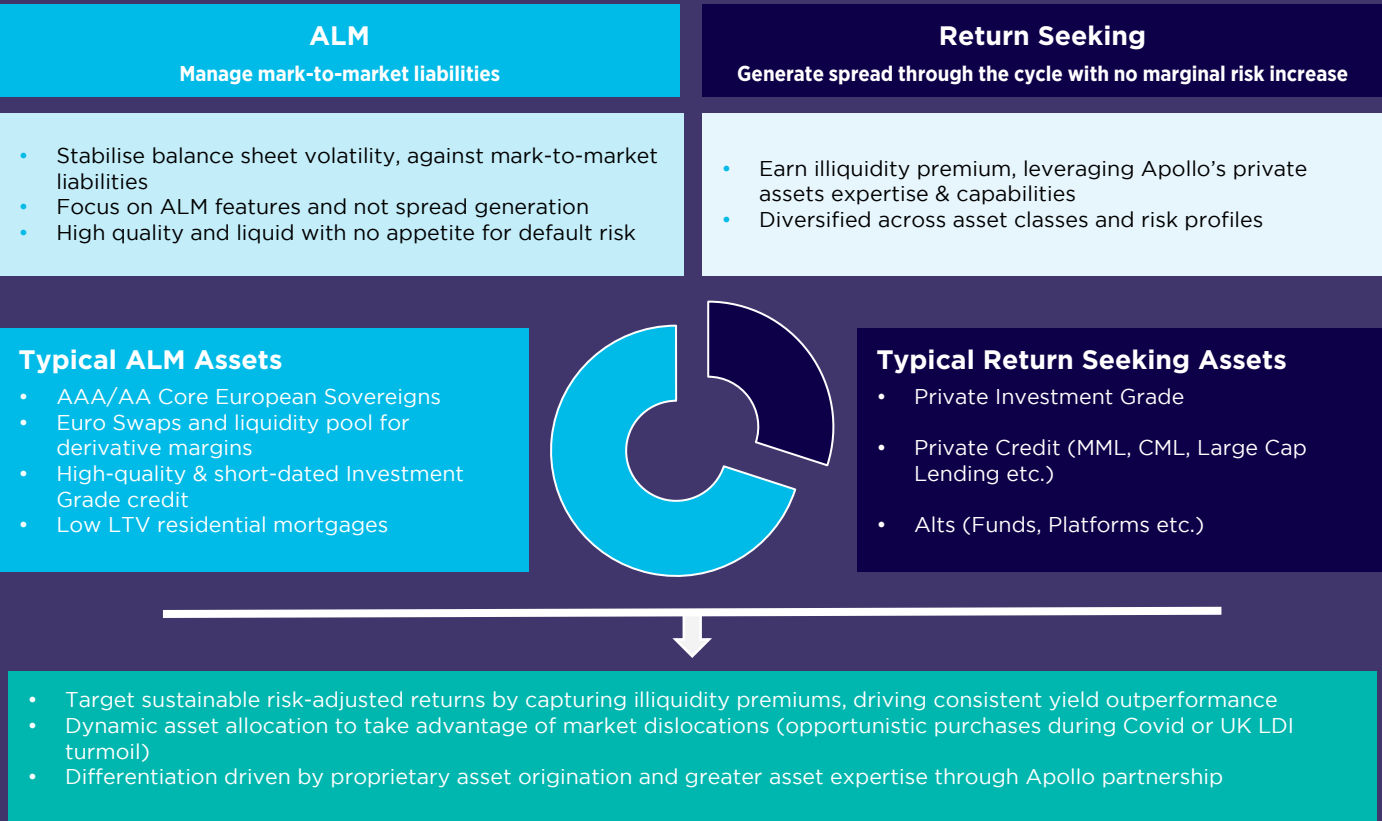 ALM
Manage mark-to-market liabilities
Return Seeking
Generate spread through the cycle with no marginal risk increase
• Stabilise balance sheet volatility, against mark-to-market
liabilities
• Focus on ALM features and not spread generation
• High quality and liquid with no appetite for default risk
• Earn illiquidity premium, leveraging Apollo's private
assets expertise & capabilities
• Diversified across asset classes and risk profiles
Typical ALM Assets
• AAA/AA Core European Sovereigns
• Euro Swaps and liquidity pool for
derivative margins
• High-quality & short-dated Investment
Grade credit
• Low LTV residential mortgages
Typical Return Seeking Assets
• Private Investment Grade
• Private Credit (MML, CML, Large Cap
Lending etc.)
• Alts (Funds, Platforms etc.)
• Target sustainable risk-adjusted returns by capturing illiquidity premiums, driving consistent yield outperformance
• Dynamic asset allocation to take advantage of market dislocations (opportunistic purchases during Covid or UK LDI
turmoil)
• Differentiation driven by proprietary asset origination and greater asset expertise through Apollo partnership